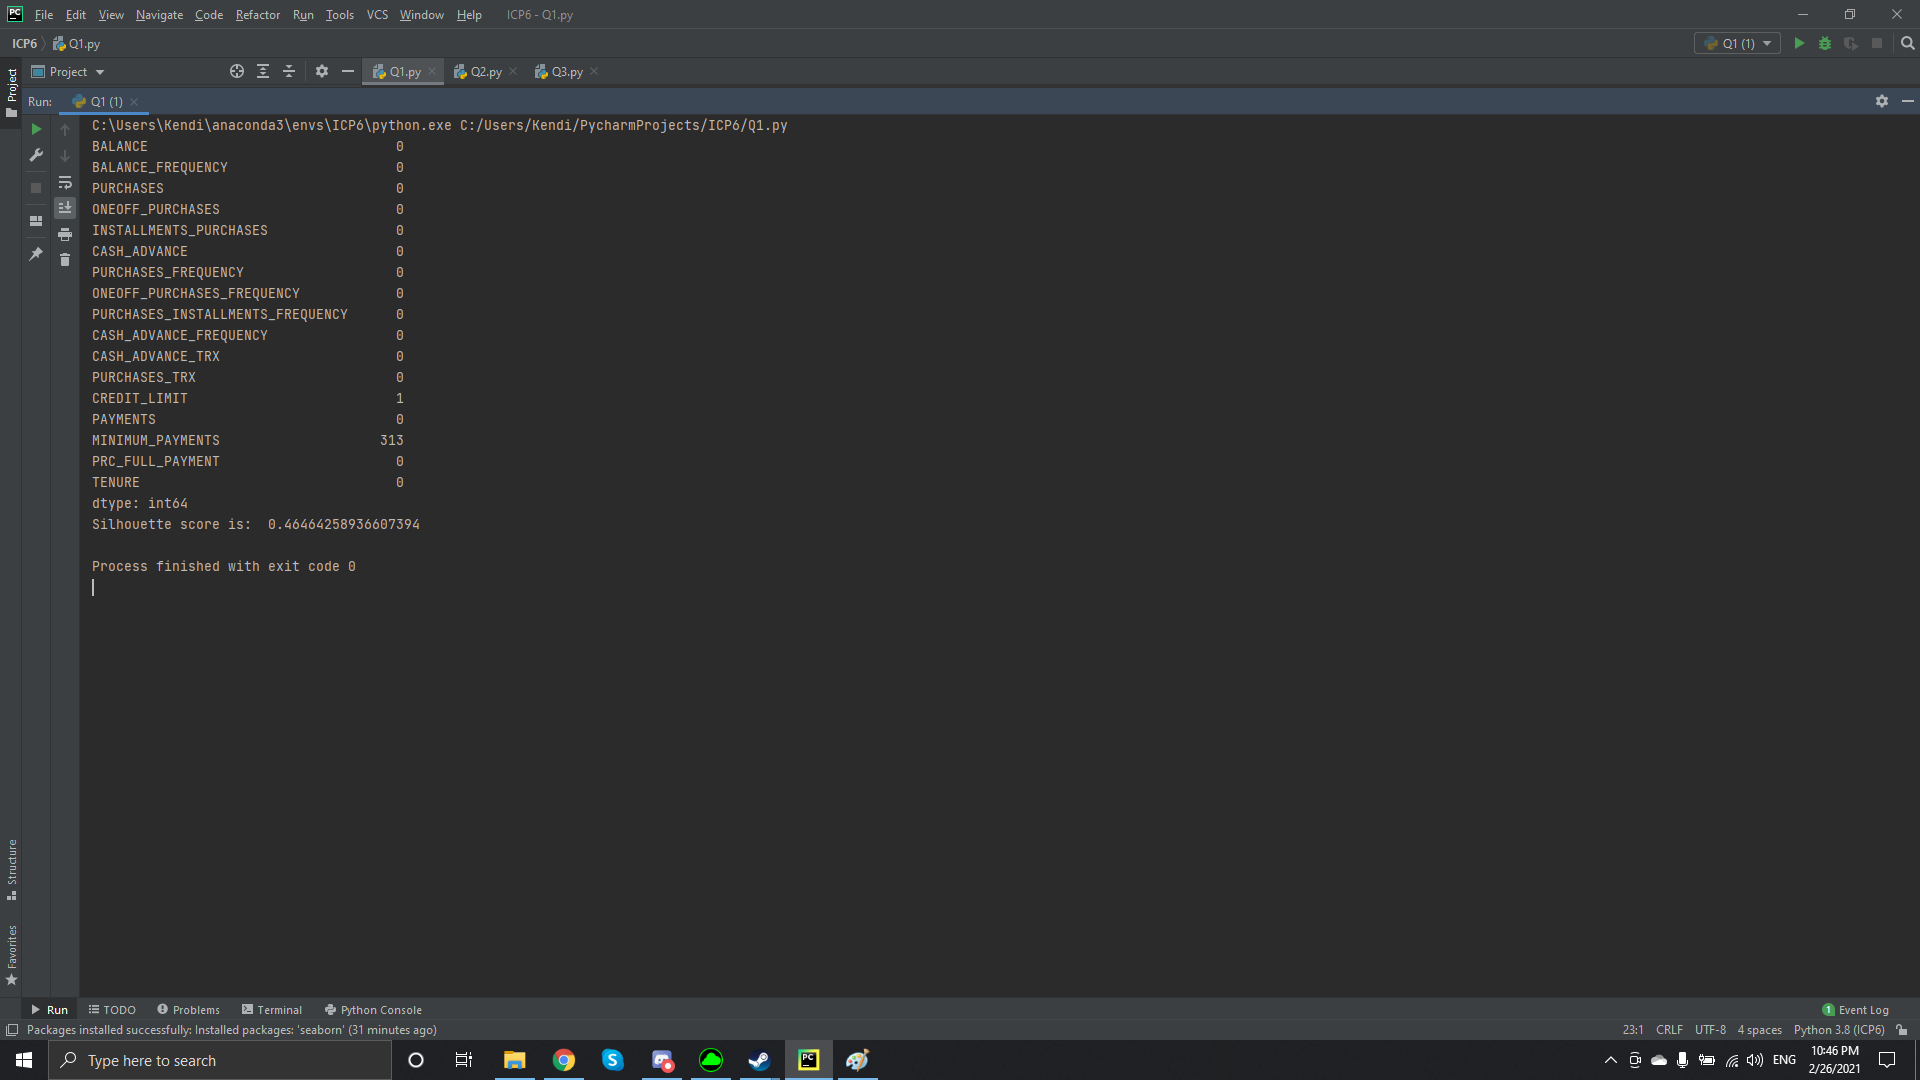 PC File Edit View Navigate Code Refactor Run Tools VCS Window Help ICP6 - Q1.py
ICP6 Q1.py Q1 (1)
Project Q1.py Q2.py Q3.py
Project
Run: Q1 (1)
C:\Users\Kendi\anaconda3\envs\ICP6\python.exe C:/Users/Kendi/PycharmProjects/ICP6/Q1.py
BALANCE 0
BALANCE_FREQUENCY 0
PURCHASES 0
ONEOFF_PURCHASES 0
INSTALLMENTS_PURCHASES 0
CASH_ADVANCE 0
PURCHASES_FREQUENCY 0
ONEOFF_PURCHASES_FREQUENCY 0
PURCHASES_INSTALLMENTS_FREQUENCY 0
CASH_ADVANCE_FREQUENCY 0
CASH_ADVANCE_TRX 0
PURCHASES_TRX 0
CREDIT_LIMIT 1
PAYMENTS 0
MINIMUM_PAYMENTS 313
PRC_FULL_PAYMENT 0
TENURE 0
dtype: int64
Silhouette score is: 0.46464258936607394
Process finished with exit code 0
Structure
Favorites
Run TODO Problems Terminal Python Console 1 Event Log
Packages installed successfully: Installed packages: 'seaborn' (31 minutes ago) 23:1 CRLF UTF-8 4 spaces Python 3.8 (ICP6)
Type here to search S PC ENG 10:46 PM
2/26/2021